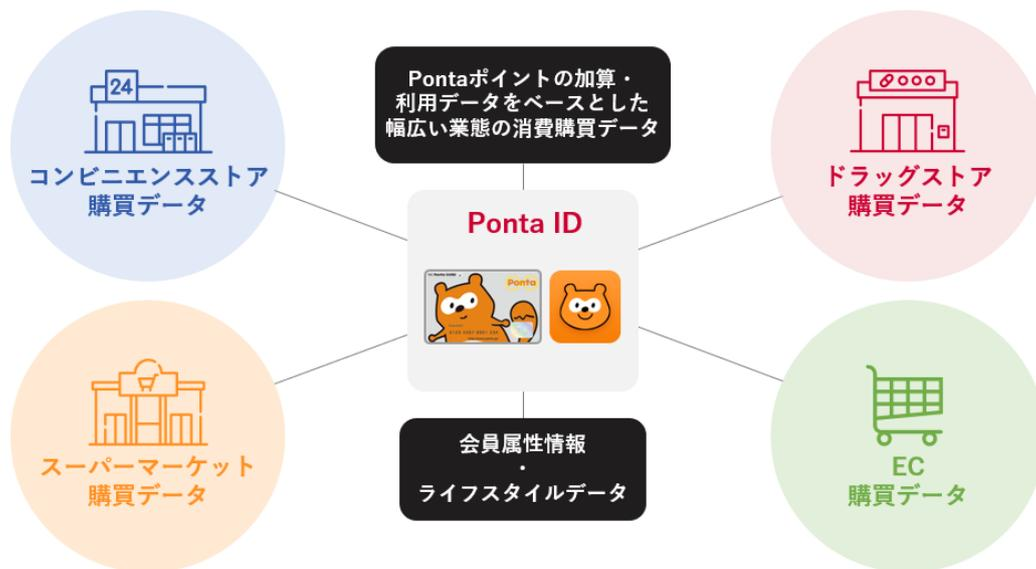 24
コンビニエンスストア
購買データ
Pontaポイントの加算・
利用データをベースとした
幅広い業態の消費購買データ
ドラッグストア
購買データ
Ponta ID
Ponta
スーパーマーケット
購買データ
会員属性情報
・
ライフスタイルデータ
EC
購買データ